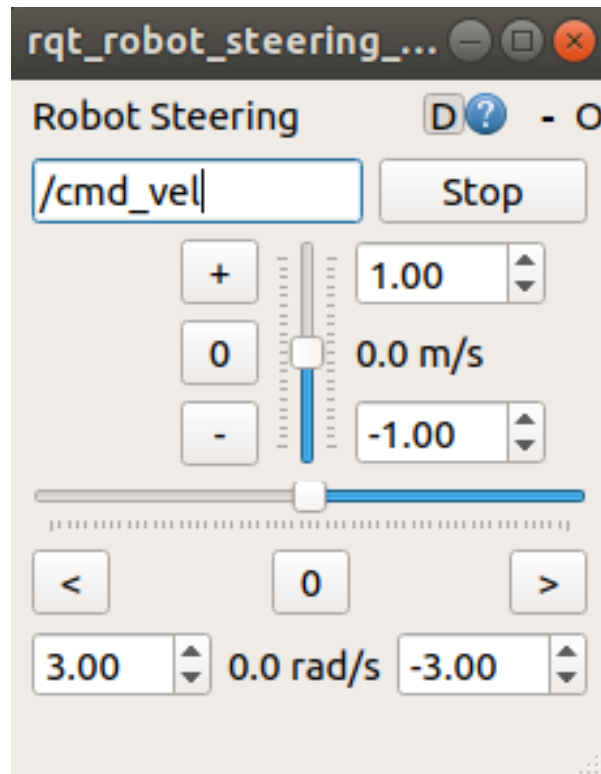 rqt_robot_steering_...
Robot Steering D ? - O
/cmd_vel Stop
+ 1.00
0 0.0 m/s
- -1.00
< 0 >
3.00 0.0 rad/s -3.00